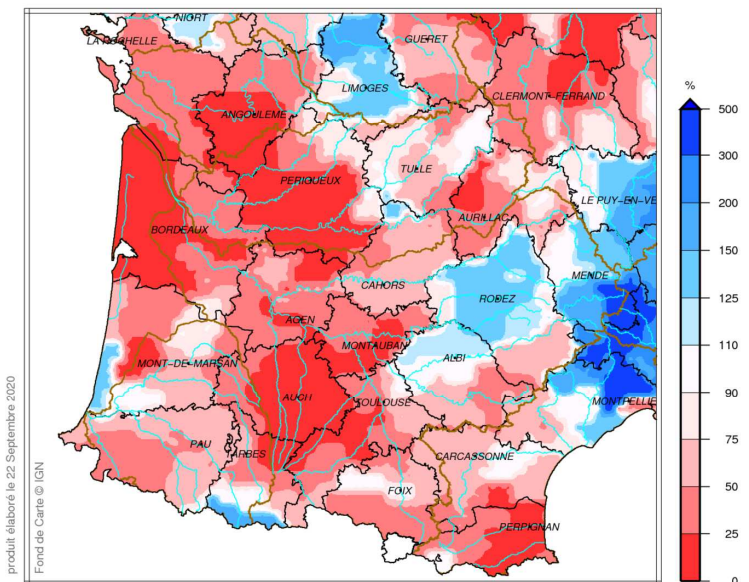 NIORT
LA ROCHELLE
GUERET
LIMOGES
CLERMONT-FERRAND
ANGOULEME
PERIQUEUX
TULLE
AURILLAC
LE PUY-EN-VE
BORDEAUX
CAHORS
RODEZ
MENDE
AGEN
MONTAUBAN
MONT-DE-MARSAN
ALBI
AUCH
TOULOUSE
MONTPELLIE
PAU
TARBES
CARCASSONNE
FOIX
PERPIGNAN
%
500
300
200
150
125
110
90
75
50
25
0
produit élaboré le 22 Septembre 2020
Fond de Carte © IGN